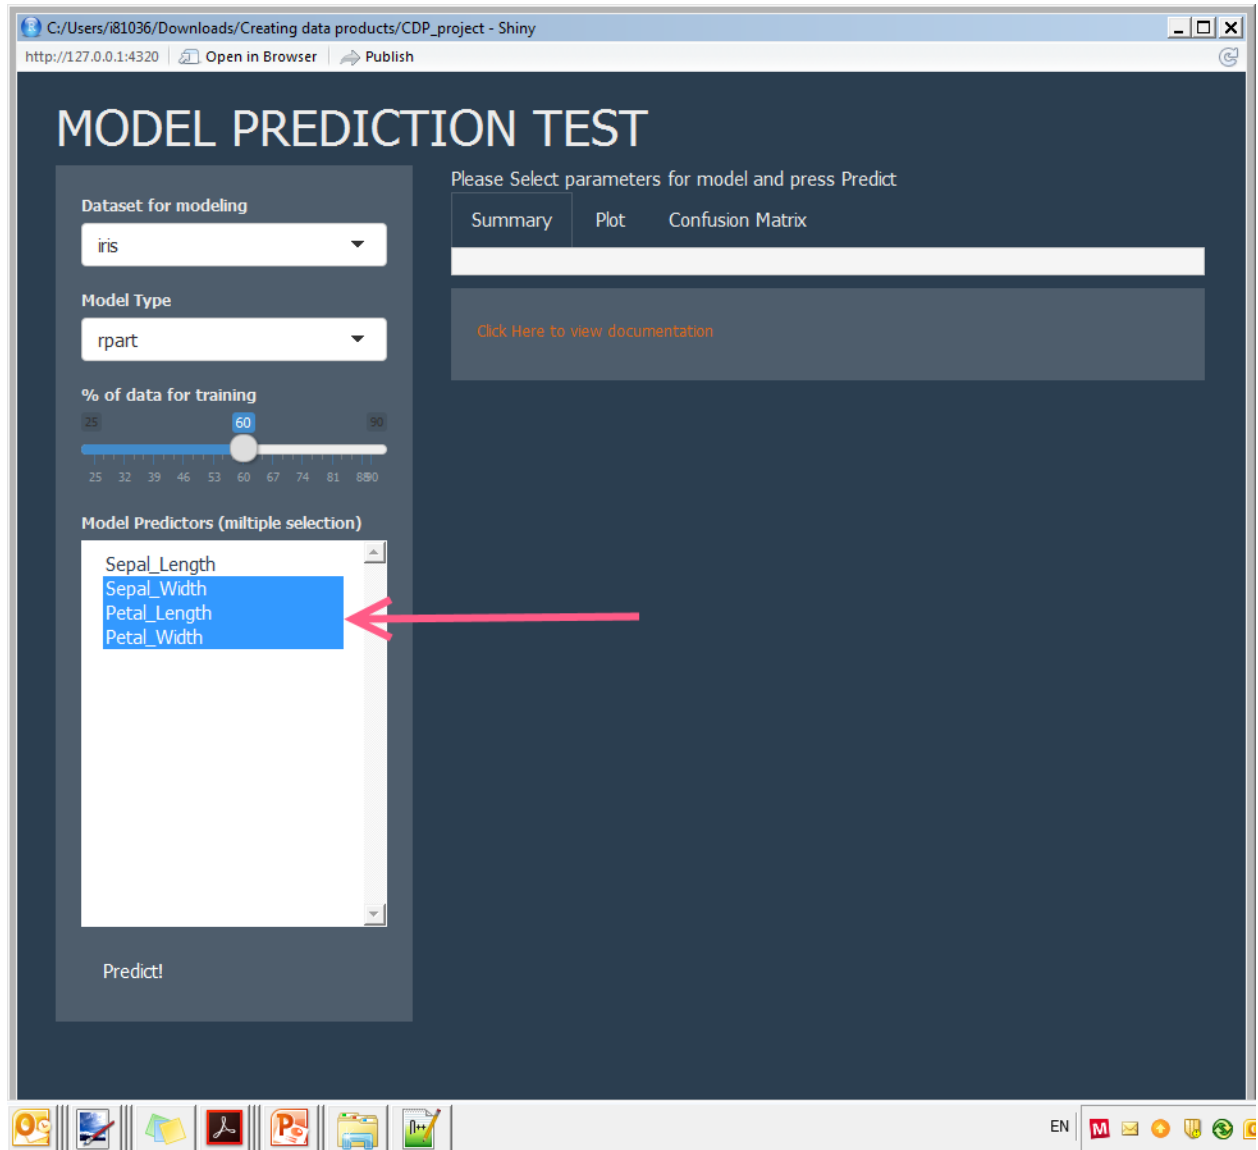 C:/Users/i81036/Downloads/Creating data products/CDP_project - Shiny
http://127.0.0.1:4320 Open in Browser Publish
MODEL PREDICTION TEST
Dataset for modeling
iris
Model Type
rpart
% of data for training
25 60 90
25 32 39 46 53 60 67 74 81 8890
Model Predictors (miltiple selection)
Sepal_Length
Sepal_Width
Petal_Length
Petal_Width
Predict!
Please Select parameters for model and press Predict
Summary Plot Confusion Matrix
Click Here to view documentation
EN